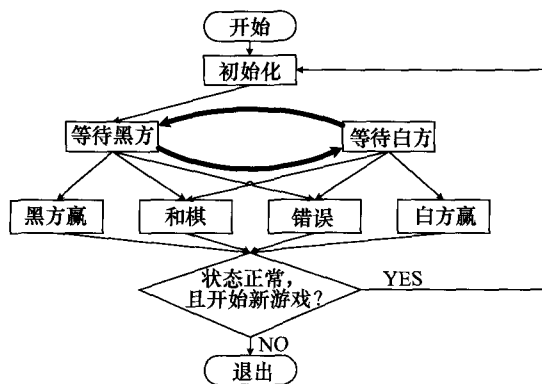 开始
初始化
等待黑方
等待白方
黑方赢
和棋
错误
白方赢
状态正常，
且开始新游戏？
YES
NO
退出